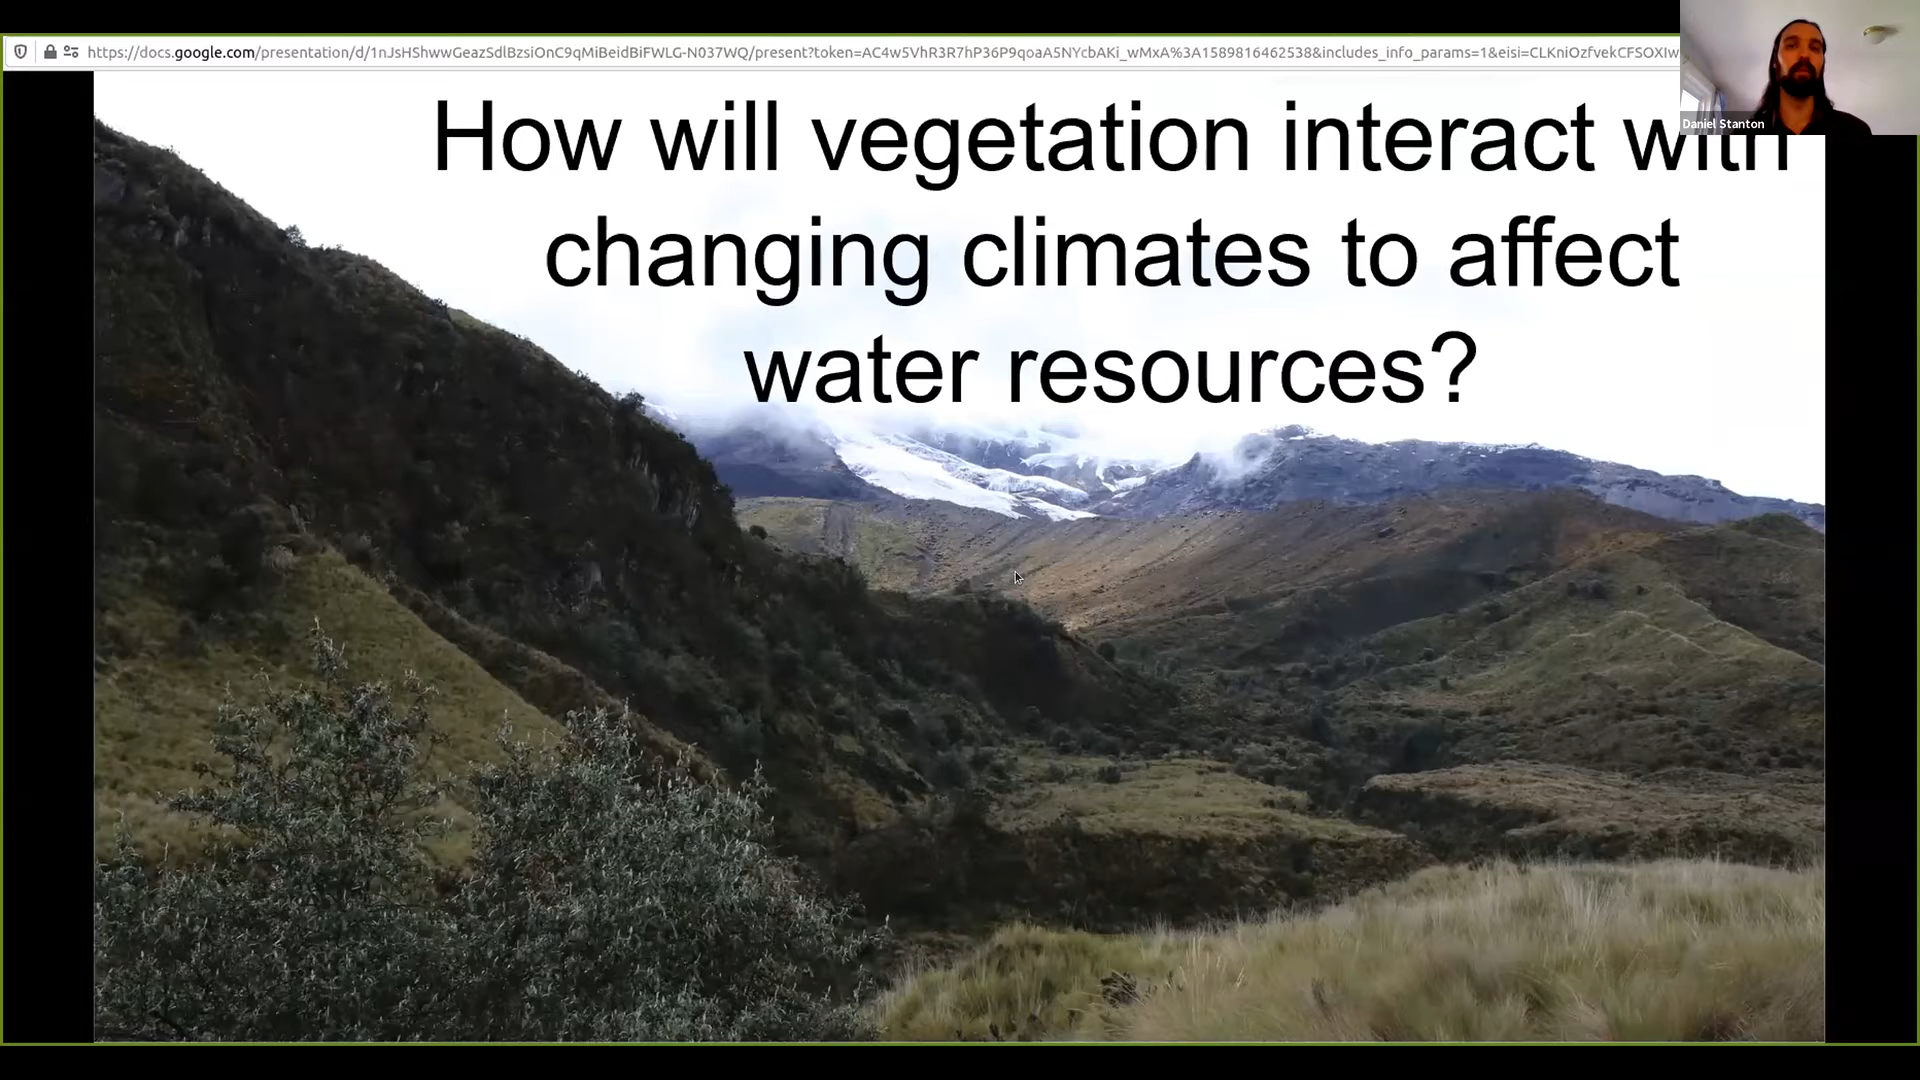 https://docs.google.com/presentation/d/1nJsHShwwGeazSdlBzsiOnC9qMiBeidBiFWLG-N037WQ/present?token=AC4w5VhR3R7hP36P9qoaA5NYcbAKi_wMxA%3A1589816462538&includes_info_params=1&eisi=CLKniOzfvekCFSOXIw
Daniel Stanton
How will vegetation interact with
changing climates to affect
water resources?